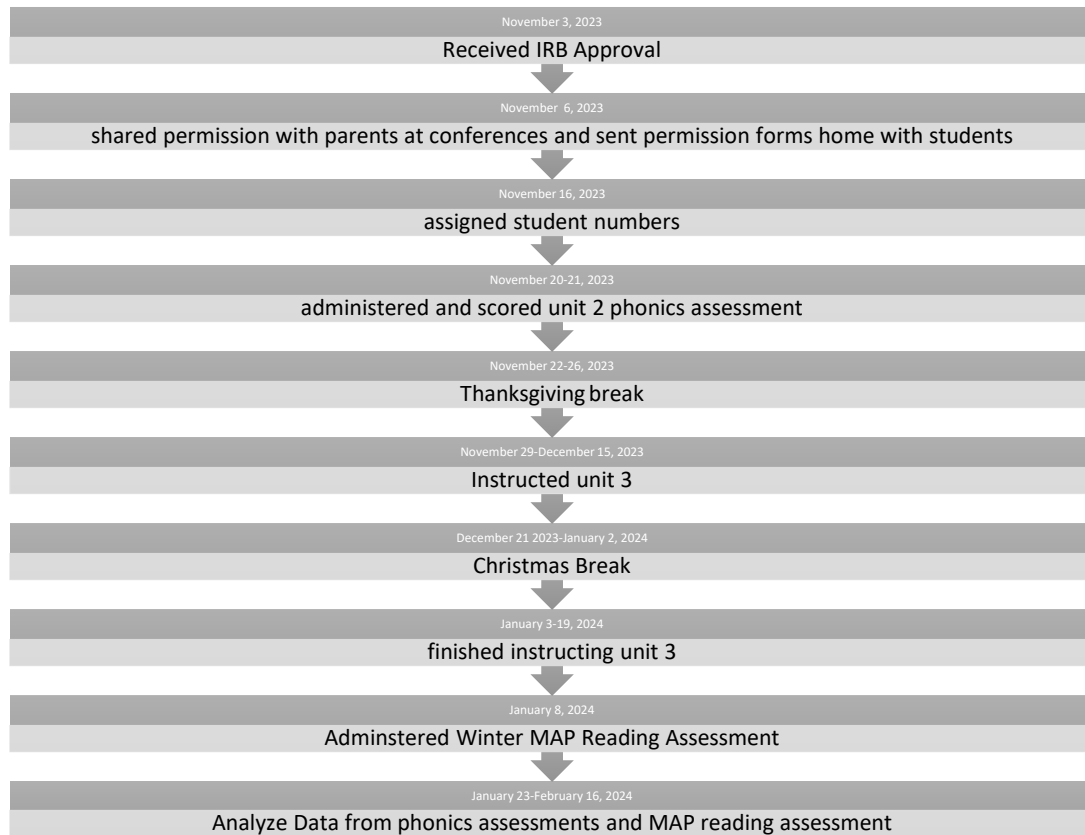 November 3, 2023
Received IRB Approval
November 6, 2023
shared permission with parents at conferences and sent permission forms home with students
November 16, 2023
assigned student numbers
November 20-21, 2023
administered and scored unit 2 phonics assessment
November 22-26, 2023
Thanksgiving break
November 29-December 15, 2023
Instructed unit 3
December 21 2023-January 2, 2024
Christmas Break
January 3-19, 2024
finished instructing unit 3
January 8, 2024
Adminstered Winter MAP Reading Assessment
January 23-February 16, 2024
Analyze Data from phonics assessments and MAP reading assessment